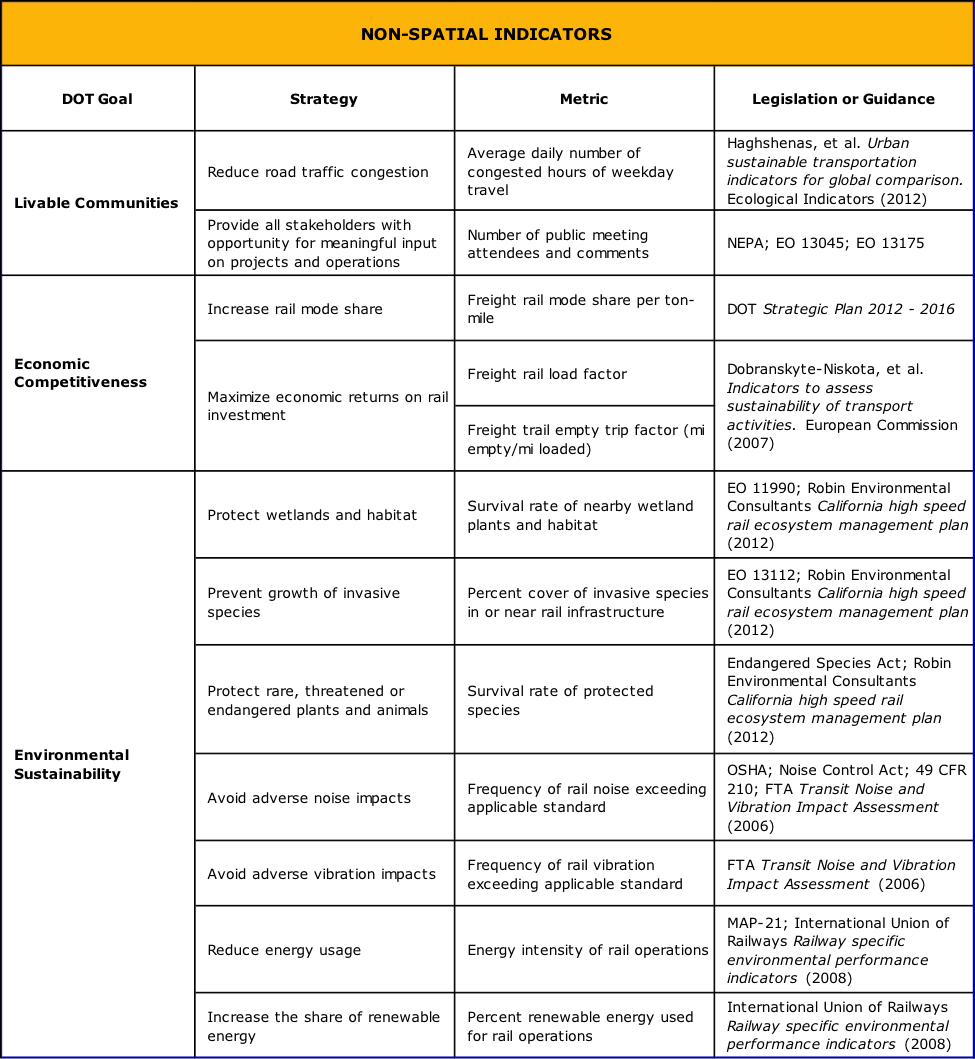 NON-SPATIAL INDICATORS
DOT Goal
Strategy
Metric
Legislation or Guidance
Livable Communities
Reduce road traffic congestion
Average daily number of
congested hours of weekday
travel
Haghshenas, et al. Urban
sustainable transportation
indicators for global comparison.
Ecological Indicators (2012)
Provide all stakeholders with
opportunity for meaningful input
on projects and operations
Number of public meeting
attendees and comments
NEPA; EO 13045; EO 13175
Economic
Competitiveness
Increase rail mode share
Freight rail mode share per ton-
mile
DOT Strategic Plan 2012 - 2016
Maximize economic returns on rail
investment
Freight rail load factor
Freight trail empty trip factor (mi
empty/mi loaded)
Dobranskyte-Niskota, et al.
Indicators to assess
sustainability of transport
activities. European Commission
(2007)
Environmental
Sustainability
Protect wetlands and habitat
Survival rate of nearby wetland
plants and habitat
EO 11990; Robin Environmental
Consultants California high speed
rail ecosystem management plan
(2012)
Prevent growth of invasive
species
Percent cover of invasive species
in or near rail infrastructure
EO 13112; Robin Environmental
Consultants California high speed
rail ecosystem management plan
(2012)
Protect rare, threatened or
endangered plants and animals
Survival rate of protected
species
Endangered Species Act; Robin
Environmental Consultants
California high speed rail
ecosystem management plan
(2012)
Avoid adverse noise impacts
Frequency of rail noise exceeding
applicable standard
OSHA; Noise Control Act; 49 CFR
210; FTA Transit Noise and
Vibration Impact Assessment
(2006)
Avoid adverse vibration impacts
Frequency of rail vibration
exceeding applicable standard
FTA Transit Noise and Vibration
Impact Assessment (2006)
Reduce energy usage
Energy intensity of rail operations
MAP-21; International Union of
Railways Railway specific
environmental performance
indicators (2008)
Increase the share of renewable
energy
Percent renewable energy used
for rail operations
International Union of Railways
Railway specific environmental
performance indicators (2008)